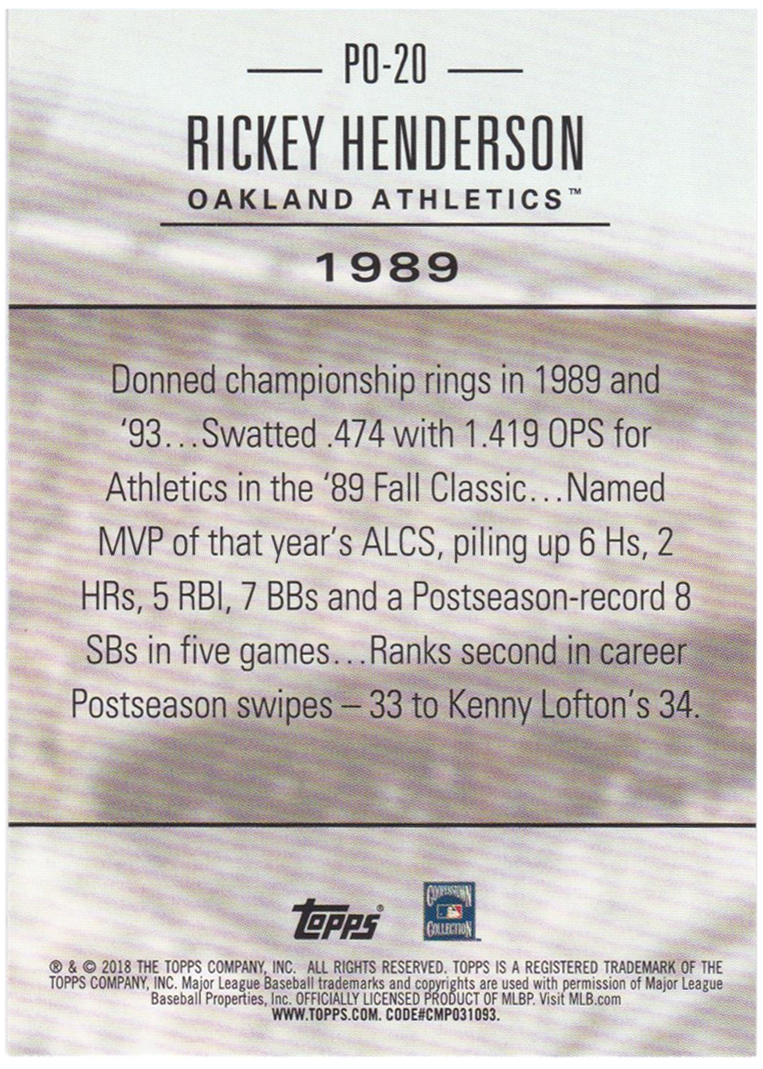 PO-20
RICKEY HENDERSON
OAKLAND ATHLETICS™
1989
Donned championship rings in 1989 and
‘93...Swatted .474 with 1.419 OPS for
Athletics in the ‘89 Fall Classic...Named
MVP of that year’s ALCS, piling up 6 Hs, 2
HRs, 5 RBI, 7 BBs and a Postseason-record 8
SBs in five games...Ranks second in career
Postseason swipes – 33 to Kenny Lofton’s 34.
topps®
COOPERSTOWN
COLLECTION™
® & © 2018 THE TOPPS COMPANY, INC. ALL RIGHTS RESERVED. TOPPS IS A REGISTERED TRADEMARK OF THE
TOPPS COMPANY, INC. Major League Baseball trademarks and copyrights are used with permission of Major League
Baseball Properties, Inc. OFFICIALLY LICENSED PRODUCT OF MLBP. Visit MLB.com
WWW.TOPPS.COM. CODE#CMP031093.